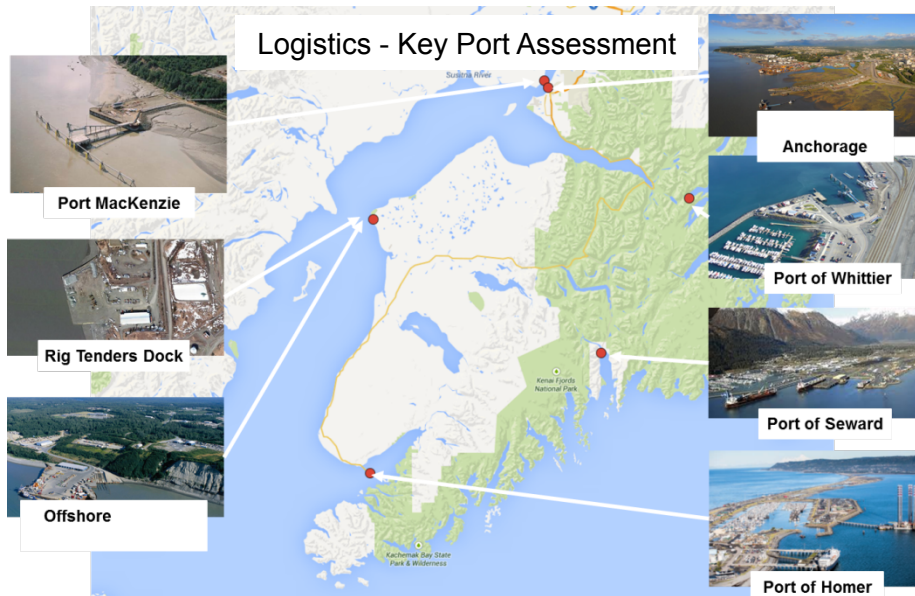 Logistics - Key Port Assessment
Susitna River
Port MacKenzie
Anchorage
Port of Whittier
Rig Tenders Dock
Kenai Fjords
National Park
Port of Seward
Offshore
Kachemak Bay State
Park & Wilderness
Port of Homer